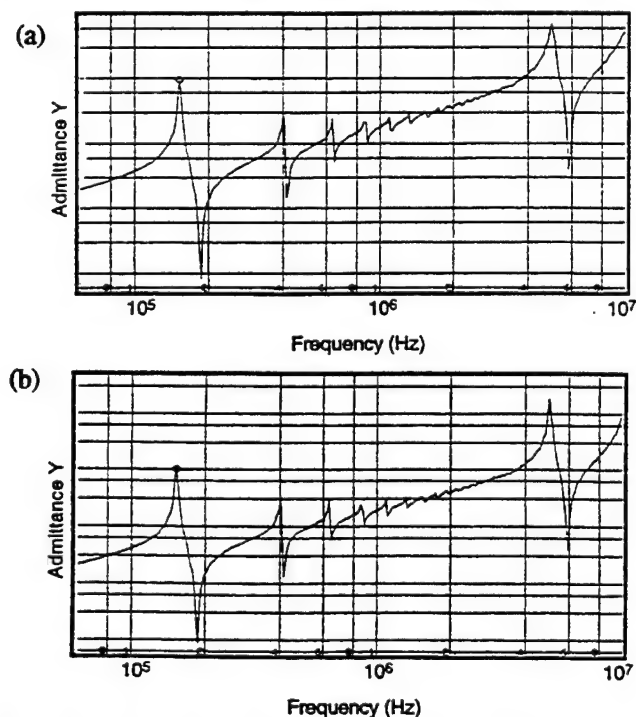 (a)
Admittance Y
10⁵ 10⁶ 10⁷
Frequency (Hz)
(b)
Admittance Y
10⁵ 10⁶ 10⁷
Frequency (Hz)